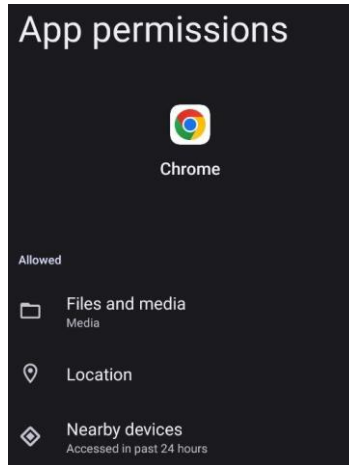 App permissions
Chrome
Allowed
Files and media
Media
Location
Nearby devices
Accessed in past 24 hours